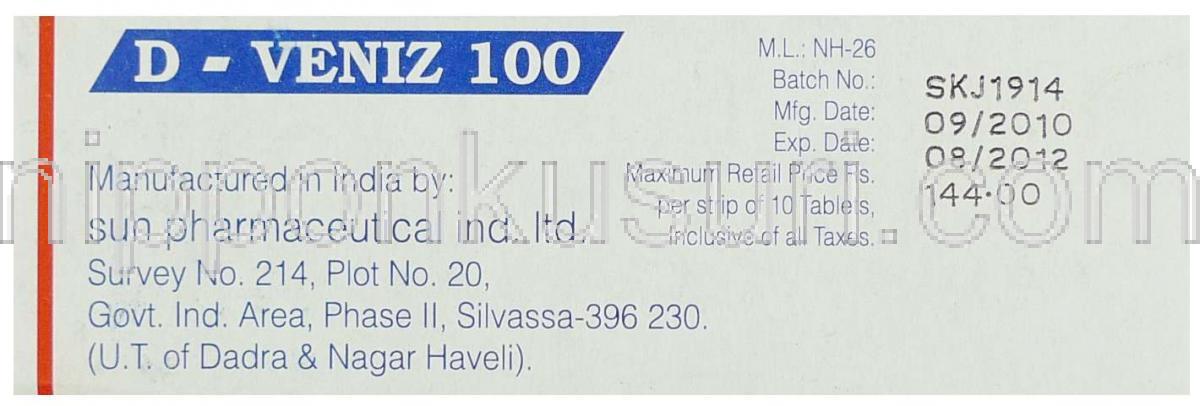 D - VENIZ 100
Manufactured in India by:
sun pharmaceutical ind. ltd.
Survey No. 214, Plot No. 20,
Govt. Ind. Area, Phase II, Silvassa-396 230.
(U.T. of Dadra & Nagar Haveli).
M.L.: NH-26
Batch No.: SKJ1914
Mfg. Date: 09/2010
Exp. Date: 08/2012
Maximum Retail Price Rs. 144.00
per strip of 10 Tablets,
Inclusive of all Taxes.
nipponkusuri.com